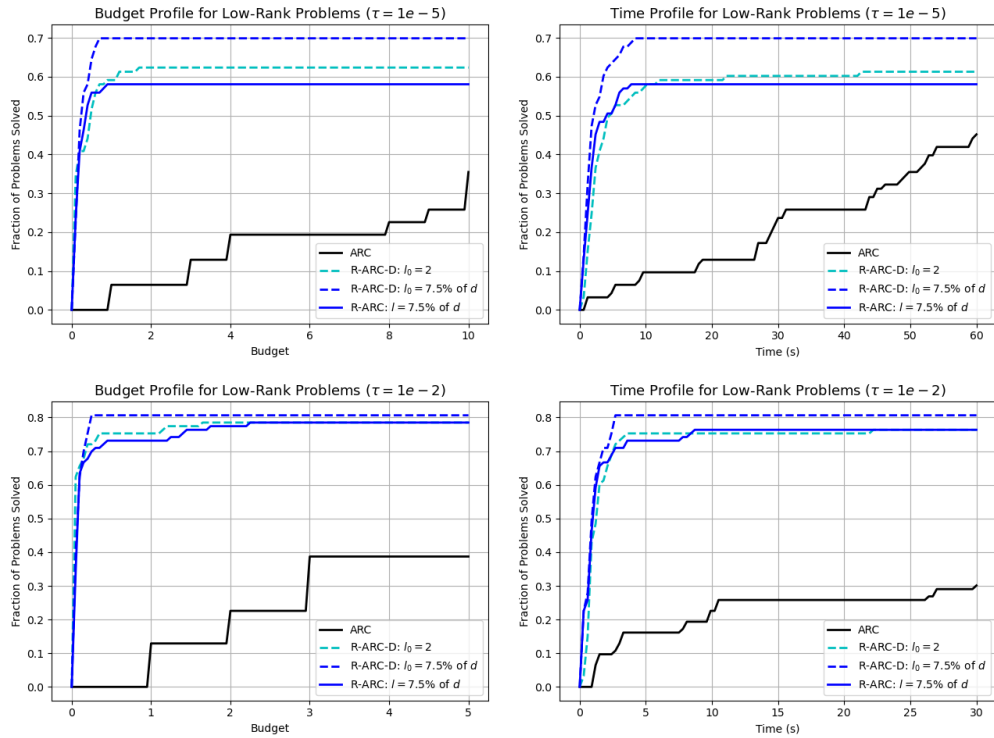 Budget Profile for Low-Rank Problems (τ = 1e − 5)
Fraction of Problems Solved
0.7
0.6
0.5
0.4
0.3
0.2
0.1
0.0
ARC
R-ARC-D: l₀ = 2
R-ARC-D: l₀ = 7.5% of d
R-ARC: l = 7.5% of d
0 2 4 6 8 10
Budget
Time Profile for Low-Rank Problems (τ = 1e − 5)
Fraction of Problems Solved
0.7
0.6
0.5
0.4
0.3
0.2
0.1
0.0
ARC
R-ARC-D: l₀ = 2
R-ARC-D: l₀ = 7.5% of d
R-ARC: l = 7.5% of d
0 10 20 30 40 50 60
Time (s)
Budget Profile for Low-Rank Problems (τ = 1e − 2)
Fraction of Problems Solved
0.8
0.7
0.6
0.5
0.4
0.3
0.2
0.1
0.0
ARC
R-ARC-D: l₀ = 2
R-ARC-D: l₀ = 7.5% of d
R-ARC: l = 7.5% of d
0 1 2 3 4 5
Budget
Time Profile for Low-Rank Problems (τ = 1e − 2)
Fraction of Problems Solved
0.8
0.7
0.6
0.5
0.4
0.3
0.2
0.1
0.0
ARC
R-ARC-D: l₀ = 2
R-ARC-D: l₀ = 7.5% of d
R-ARC: l = 7.5% of d
0 5 10 15 20 25 30
Time (s)